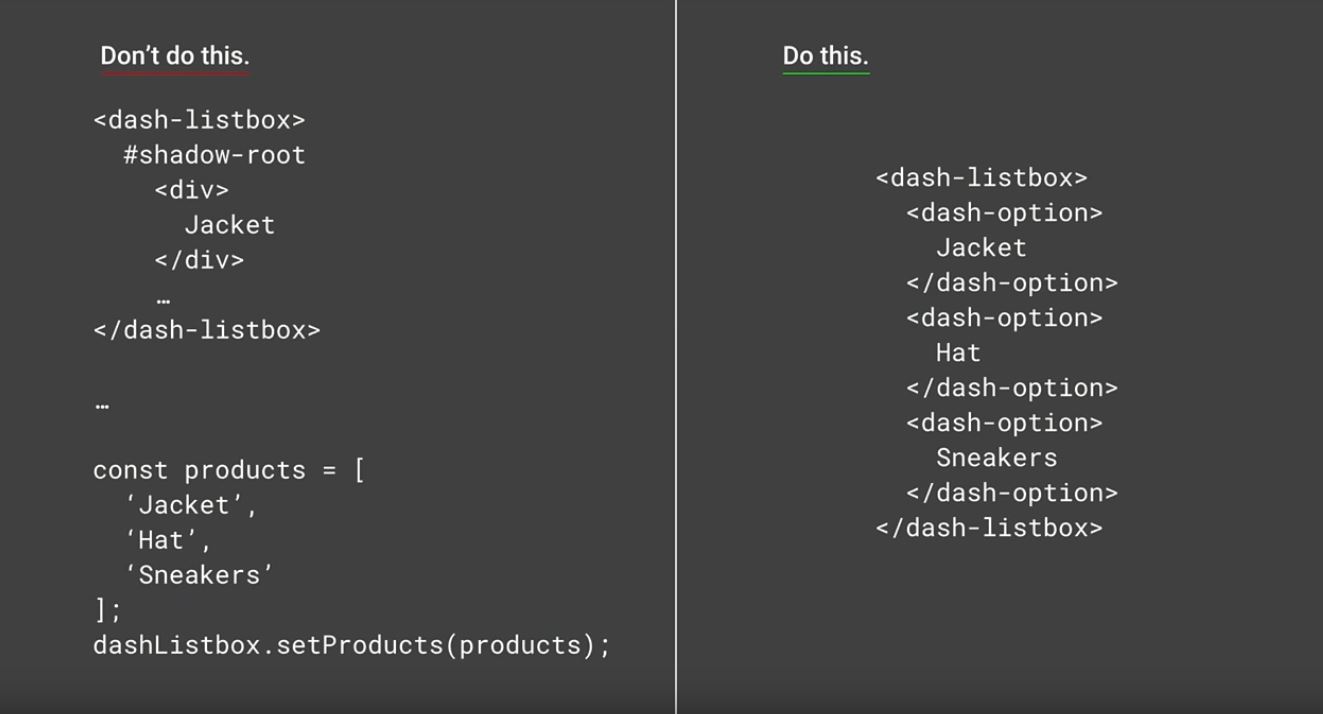 Don’t do this.
<dash-listbox>
#shadow-root
<div>
Jacket
</div>
…
</dash-listbox>
…
const products = [
‘Jacket’,
‘Hat’,
‘Sneakers’
];
dashListbox.setProducts(products);
Do this.
<dash-listbox>
<dash-option>
Jacket
</dash-option>
<dash-option>
Hat
</dash-option>
<dash-option>
Sneakers
</dash-option>
</dash-listbox>